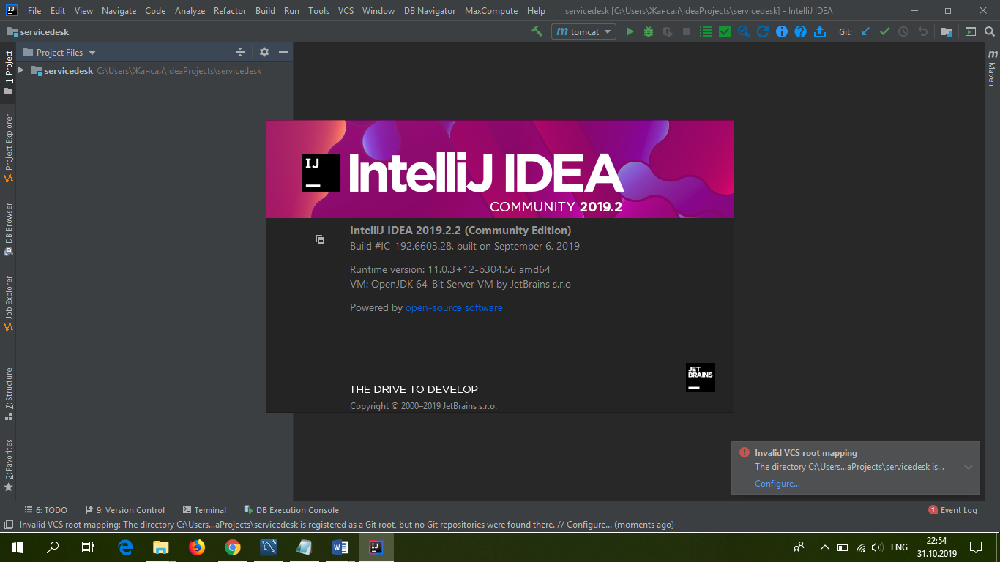 IJ File Edit View Navigate Code Analyze Refactor Build Run Tools VCS Window DB Navigator MaxCompute Help servicedesk [C:\Users\Жансая\IdeaProjects\servicedesk] - IntelliJ IDEA
servicedesk m tomcat Git:
Project Files
servicedesk C:\Users\Жансая\IdeaProjects\servicedesk
1: Project
Project Explorer
DB Browser
Job Explorer
7: Structure
2: Favorites
m Maven
IJ
IntelliJ IDEA
COMMUNITY 2019.2
IntelliJ IDEA 2019.2.2 (Community Edition)
Build #IC-192.6603.28, built on September 6, 2019
Runtime version: 11.0.3+12-b304.56 amd64
VM: OpenJDK 64-Bit Server VM by JetBrains s.r.o
Powered by open-source software
JET
BRAINS
THE DRIVE TO DEVELOP
Copyright © 2000–2019 JetBrains s.r.o.
Invalid VCS root mapping
The directory C:\Users...aProjects\servicedesk is...
Configure...
6: TODO 9: Version Control Terminal DB Execution Console 1 Event Log
Invalid VCS root mapping: The directory C:\Users...aProjects\servicedesk is registered as a Git root, but no Git repositories were found there. // Configure... (moments ago)
IJ
ENG
22:54
31.10.2019